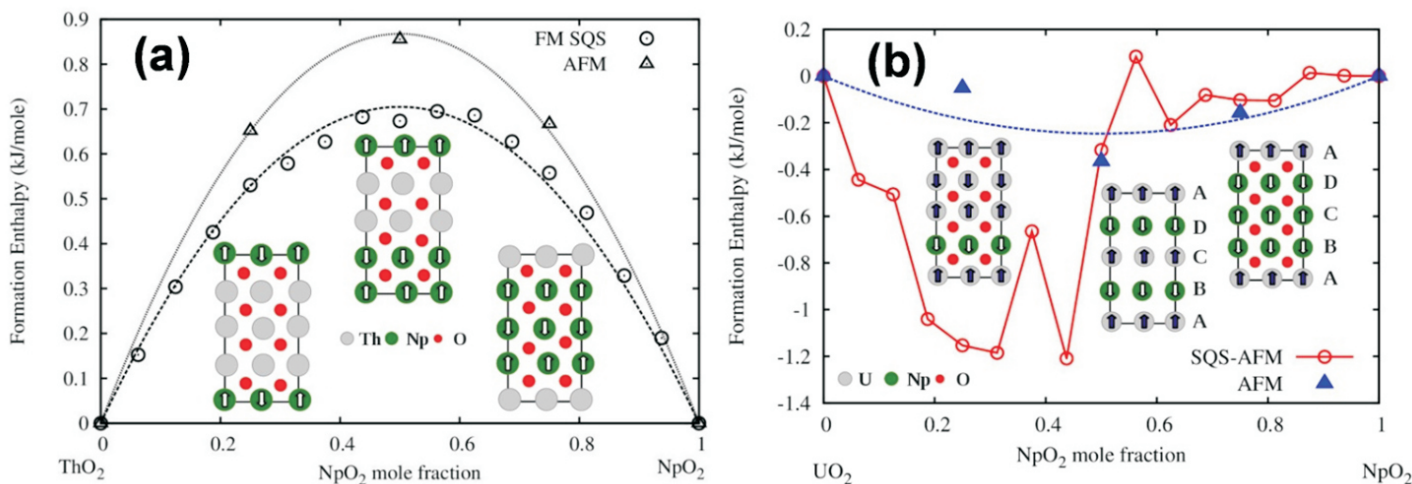 (a)
FM SQS
AFM
Formation Enthalpy (kJ/mole)
0.9
0.8
0.7
0.6
0.5
0.4
0.3
0.2
0.1
0
Th Np O
0 0.2 0.4 0.6 0.8 1
ThO2 NpO2 mole fraction NpO2
(b)
Formation Enthalpy (kJ/mole)
0.2
0
-0.2
-0.4
-0.6
-0.8
-1
-1.2
-1.4
A
D
C
B
A
A
D
C
B
A
SQS-AFM
AFM
U Np O
0 0.2 0.4 0.6 0.8 1
UO2 NpO2 mole fraction NpO2